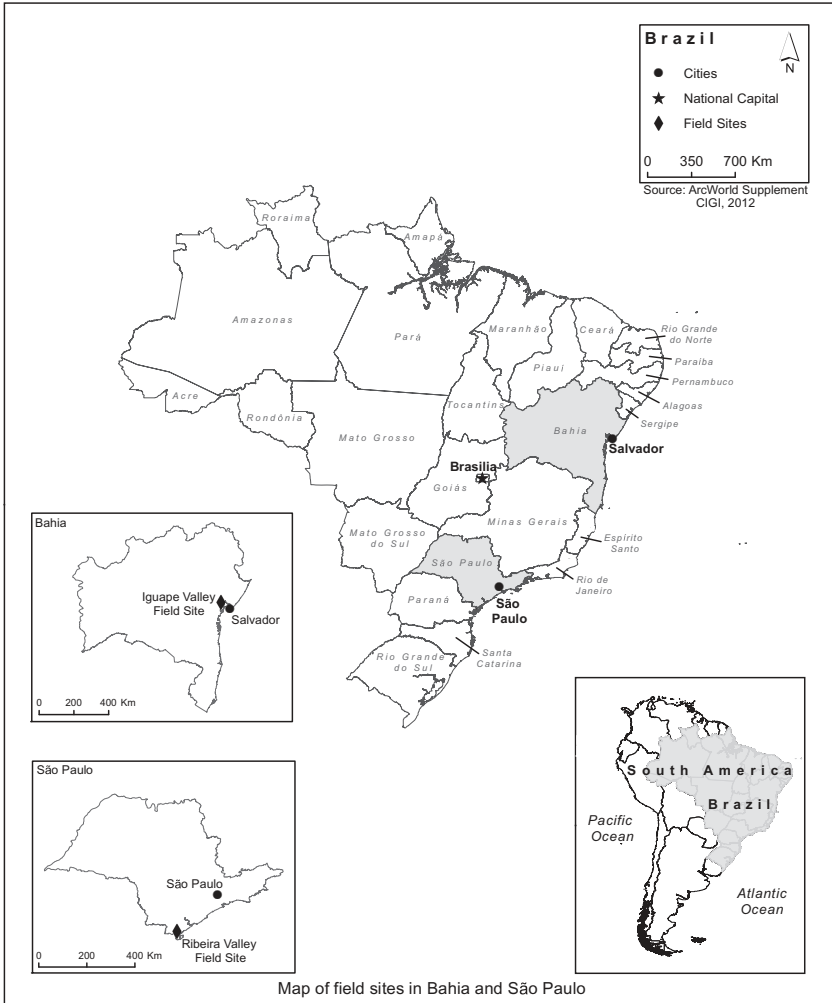 Brazil
N
Cities
National Capital
Field Sites
0 350 700 Km
Source: ArcWorld Supplement
CIGI, 2012
Roraima
Amapá
Amazonas
Pará
Maranhão
Ceará
Rio Grande
do Norte
Paraíba
Piauí
Pernambuco
Acre
Rondônia
Tocantins
Alagoas
Sergipe
Bahia
Mato Grosso
Salvador
Brasilia
Goiás
Minas Gerais
Mato Grosso
do Sul
Espírito
Santo
São Paulo
Rio de
Janeiro
Paraná
São
Paulo
Santa
Catarina
Rio Grande
do Sul
Bahia
Iguape Valley
Field Site
Salvador
0 200 400 Km
São Paulo
São Paulo
Ribeira Valley
Field Site
0 200 400 Km
South America
Brazil
Pacific
Ocean
Atlantic
Ocean
Map of field sites in Bahia and São Paulo